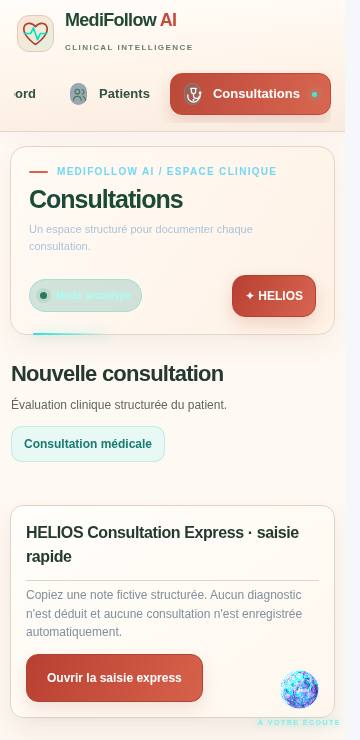 MediFollow AI
CLINICAL INTELLIGENCE
ord Patients Consultations
MEDIFOLLOW AI / ESPACE CLINIQUE
Consultations
Un espace structuré pour documenter chaque
consultation.
Mode prototype
✦ HELIOS
Nouvelle consultation
Évaluation clinique structurée du patient.
Consultation médicale
HELIOS Consultation Express · saisie
rapide
Copiez une note fictive structurée. Aucun diagnostic
n'est déduit et aucune consultation n'est enregistrée
automatiquement.
Ouvrir la saisie express
À VOTRE ÉCOUTE